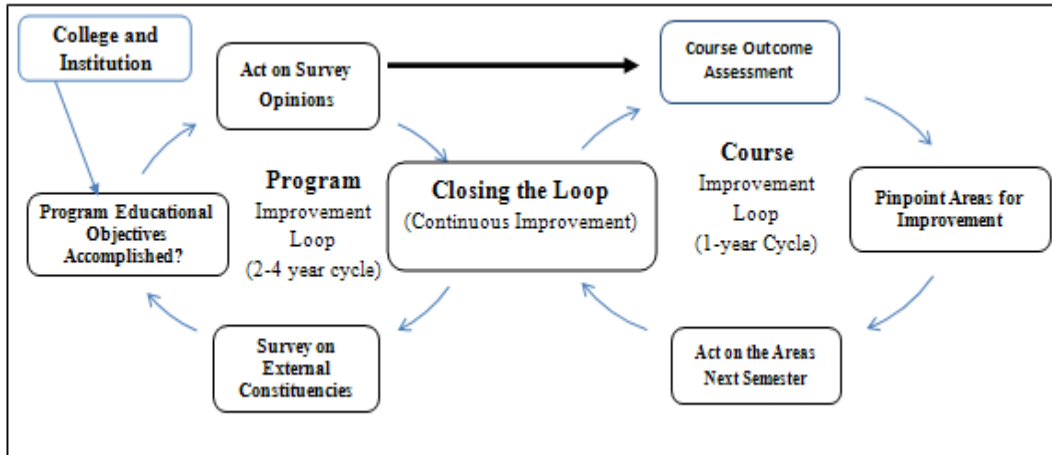 College and
Institution
Act on Survey
Opinions
Course Outcome
Assessment
Program Educational
Objectives
Accomplished?
Program
Improvement
Loop
(2-4 year cycle)
Closing the Loop
(Continuous Improvement)
Course
Improvement
Loop
(1-year Cycle)
Pinpoint Areas for
Improvement
Survey on
External
Constituencies
Act on the Areas
Next Semester